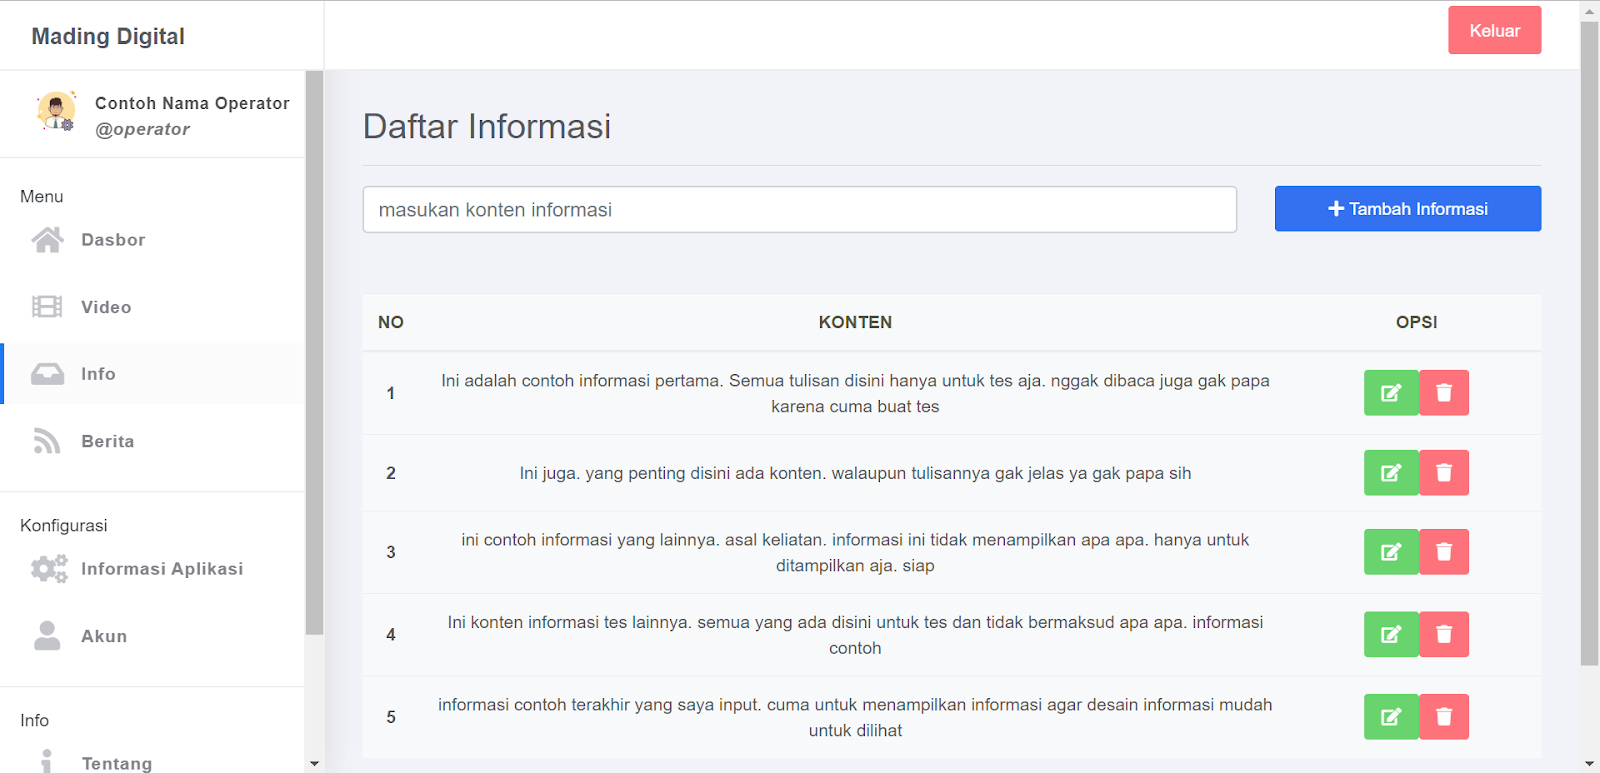 Mading Digital
Keluar
Contoh Nama Operator
@operator
Menu
Dasbor
Video
Info
Berita
Konfigurasi
Informasi Aplikasi
Akun
Info
Tentang
Daftar Informasi
masukan konten informasi
Tambah Informasi
NO KONTEN OPSI
1 Ini adalah contoh informasi pertama. Semua tulisan disini hanya untuk tes aja. nggak dibaca juga gak papa
karena cuma buat tes
2 Ini juga. yang penting disini ada konten. walaupun tulisannya gak jelas ya gak papa sih
3 ini contoh informasi yang lainnya. asal keliatan. informasi ini tidak menampilkan apa apa. hanya untuk
ditampilkan aja. siap
4 Ini konten informasi tes lainnya. semua yang ada disini untuk tes dan tidak bermaksud apa apa. informasi
contoh
5 informasi contoh terakhir yang saya input. cuma untuk menampilkan informasi agar desain informasi mudah
untuk dilihat